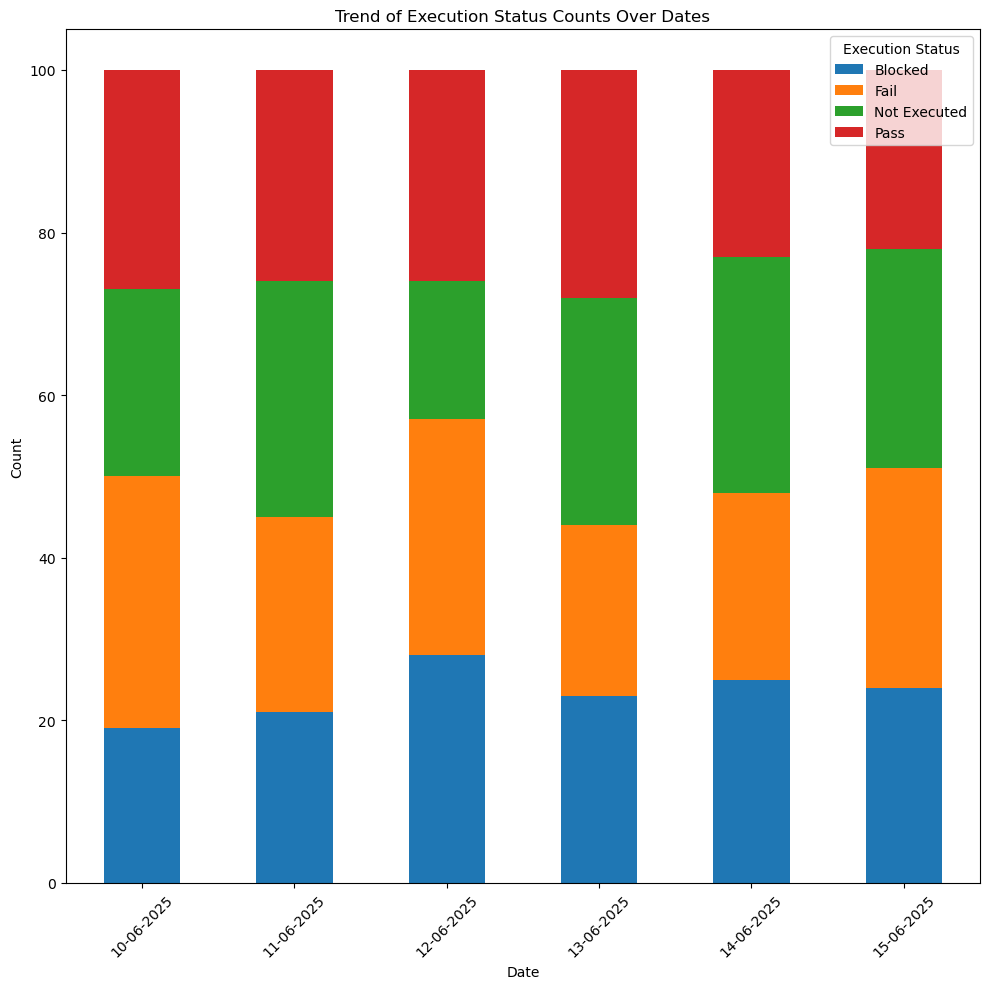 Trend of Execution Status Counts Over Dates
Execution Status
Blocked
Fail
Not Executed
Pass
100
80
60
40
20
0
Count
10-06-2025
11-06-2025
12-06-2025
13-06-2025
14-06-2025
15-06-2025
Date